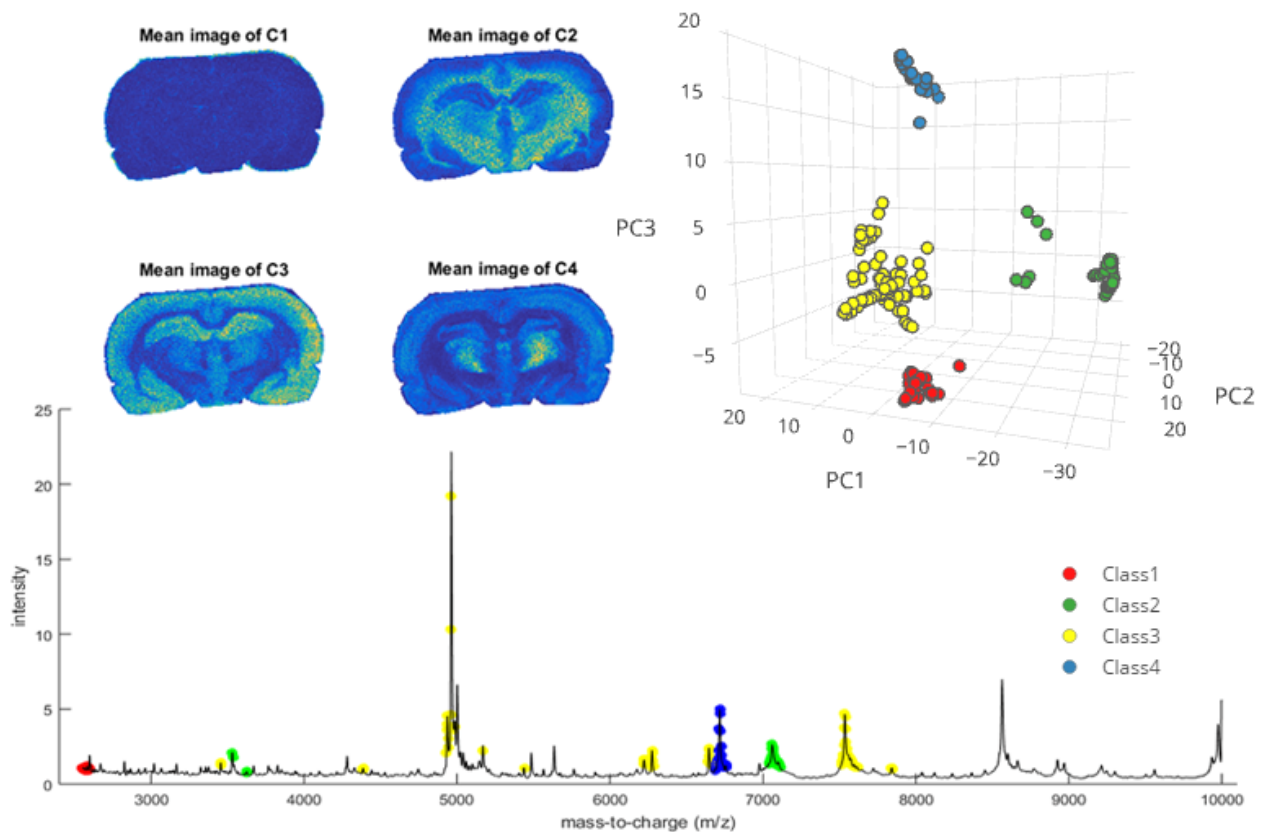 Mean image of C1
Mean image of C2
Mean image of C3
Mean image of C4
20
15
10
5
0
−5
PC3
20
10
0
−10
−20
−30
PC1
−20
−10
0
10
20
PC2
25
20
15
10
5
0
intensity
3000
4000
5000
6000
7000
8000
9000
10000
mass-to-charge (m/z)
Class1
Class2
Class3
Class4